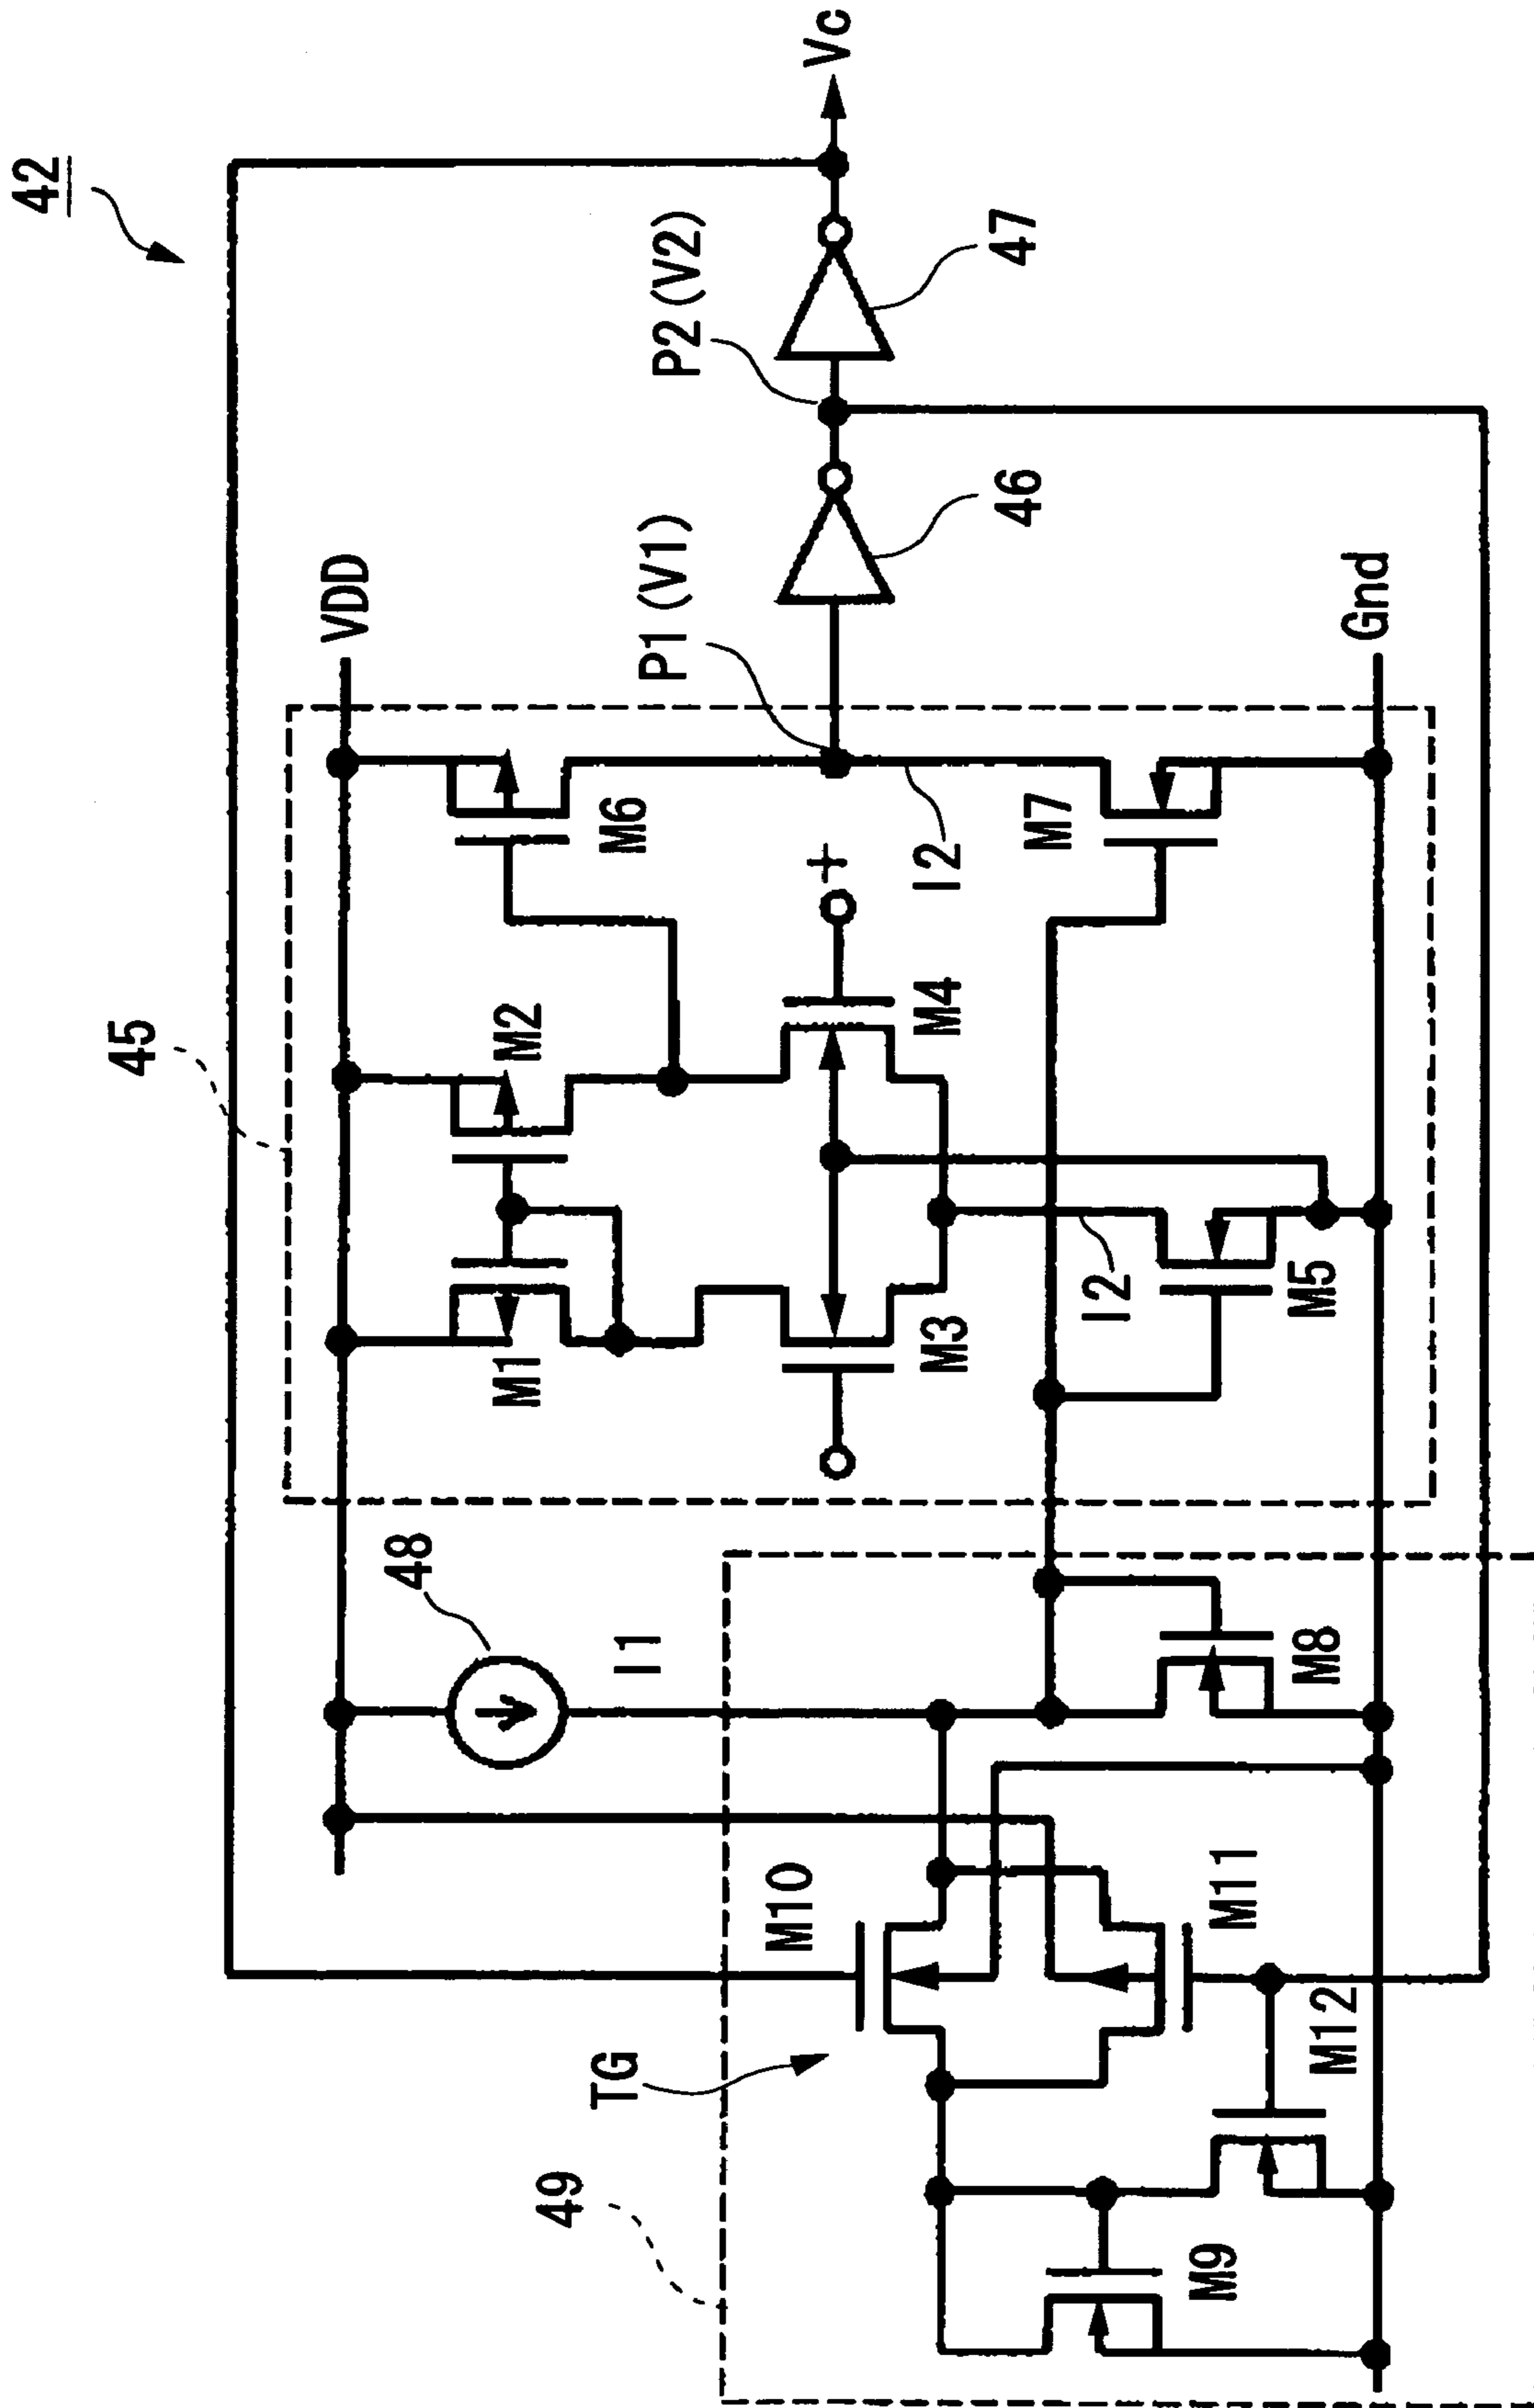 42
45
VDD
Vc
48
I1
M1
M2
M6
P1(V1)
P2(V2)
+
M3
M4
46
47
I2
I2
M5
M7
Gnd
49
TG
M10
M11
M8
M9
M12